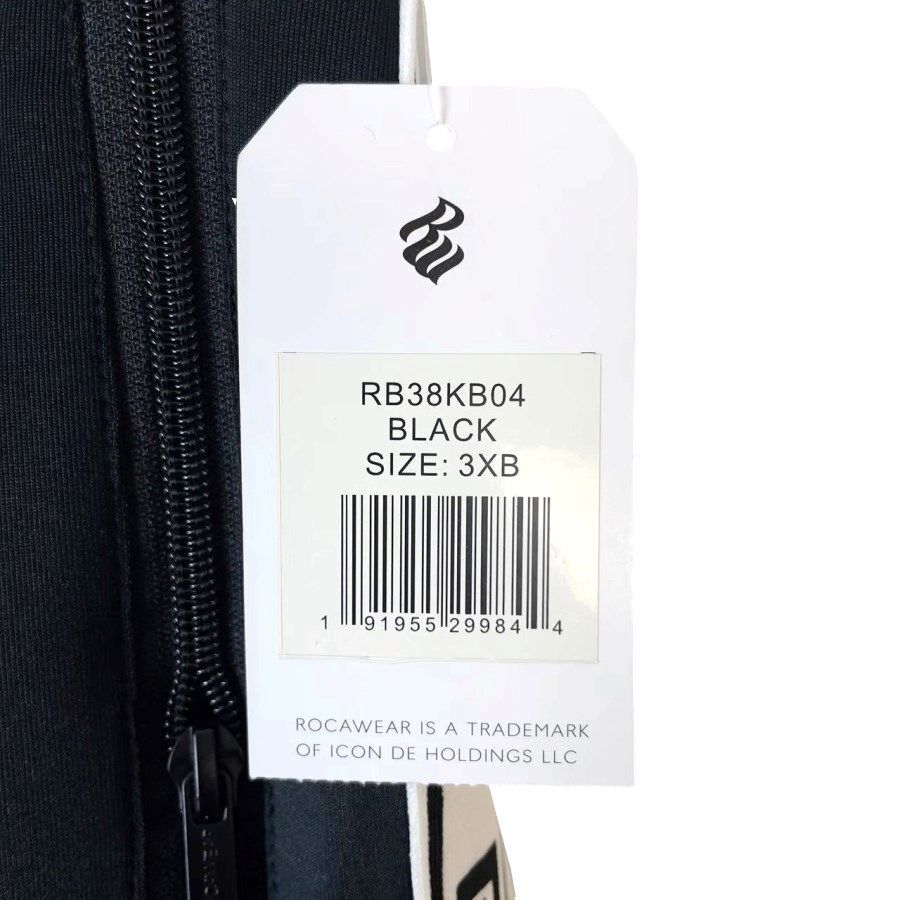 RB38KB04
BLACK
SIZE: 3XB
1 91955 29984 4
ROCAWEAR IS A TRADEMARK
OF ICON DE HOLDINGS LLC